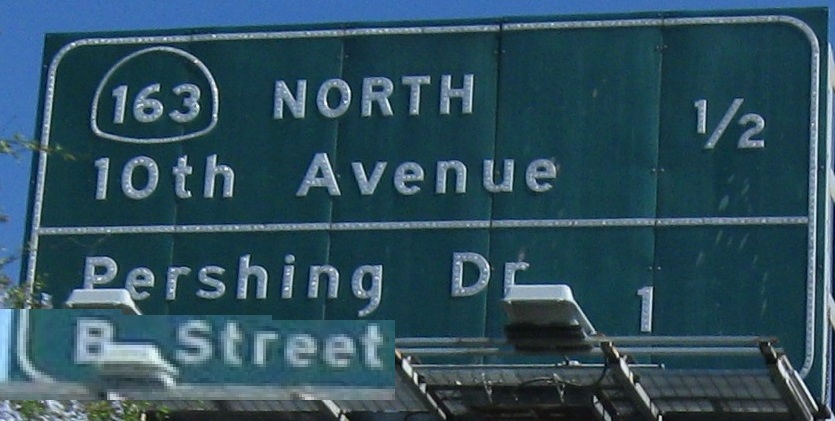 163 NORTH 1/2
10th Avenue
Pershing Dr 1
B Street